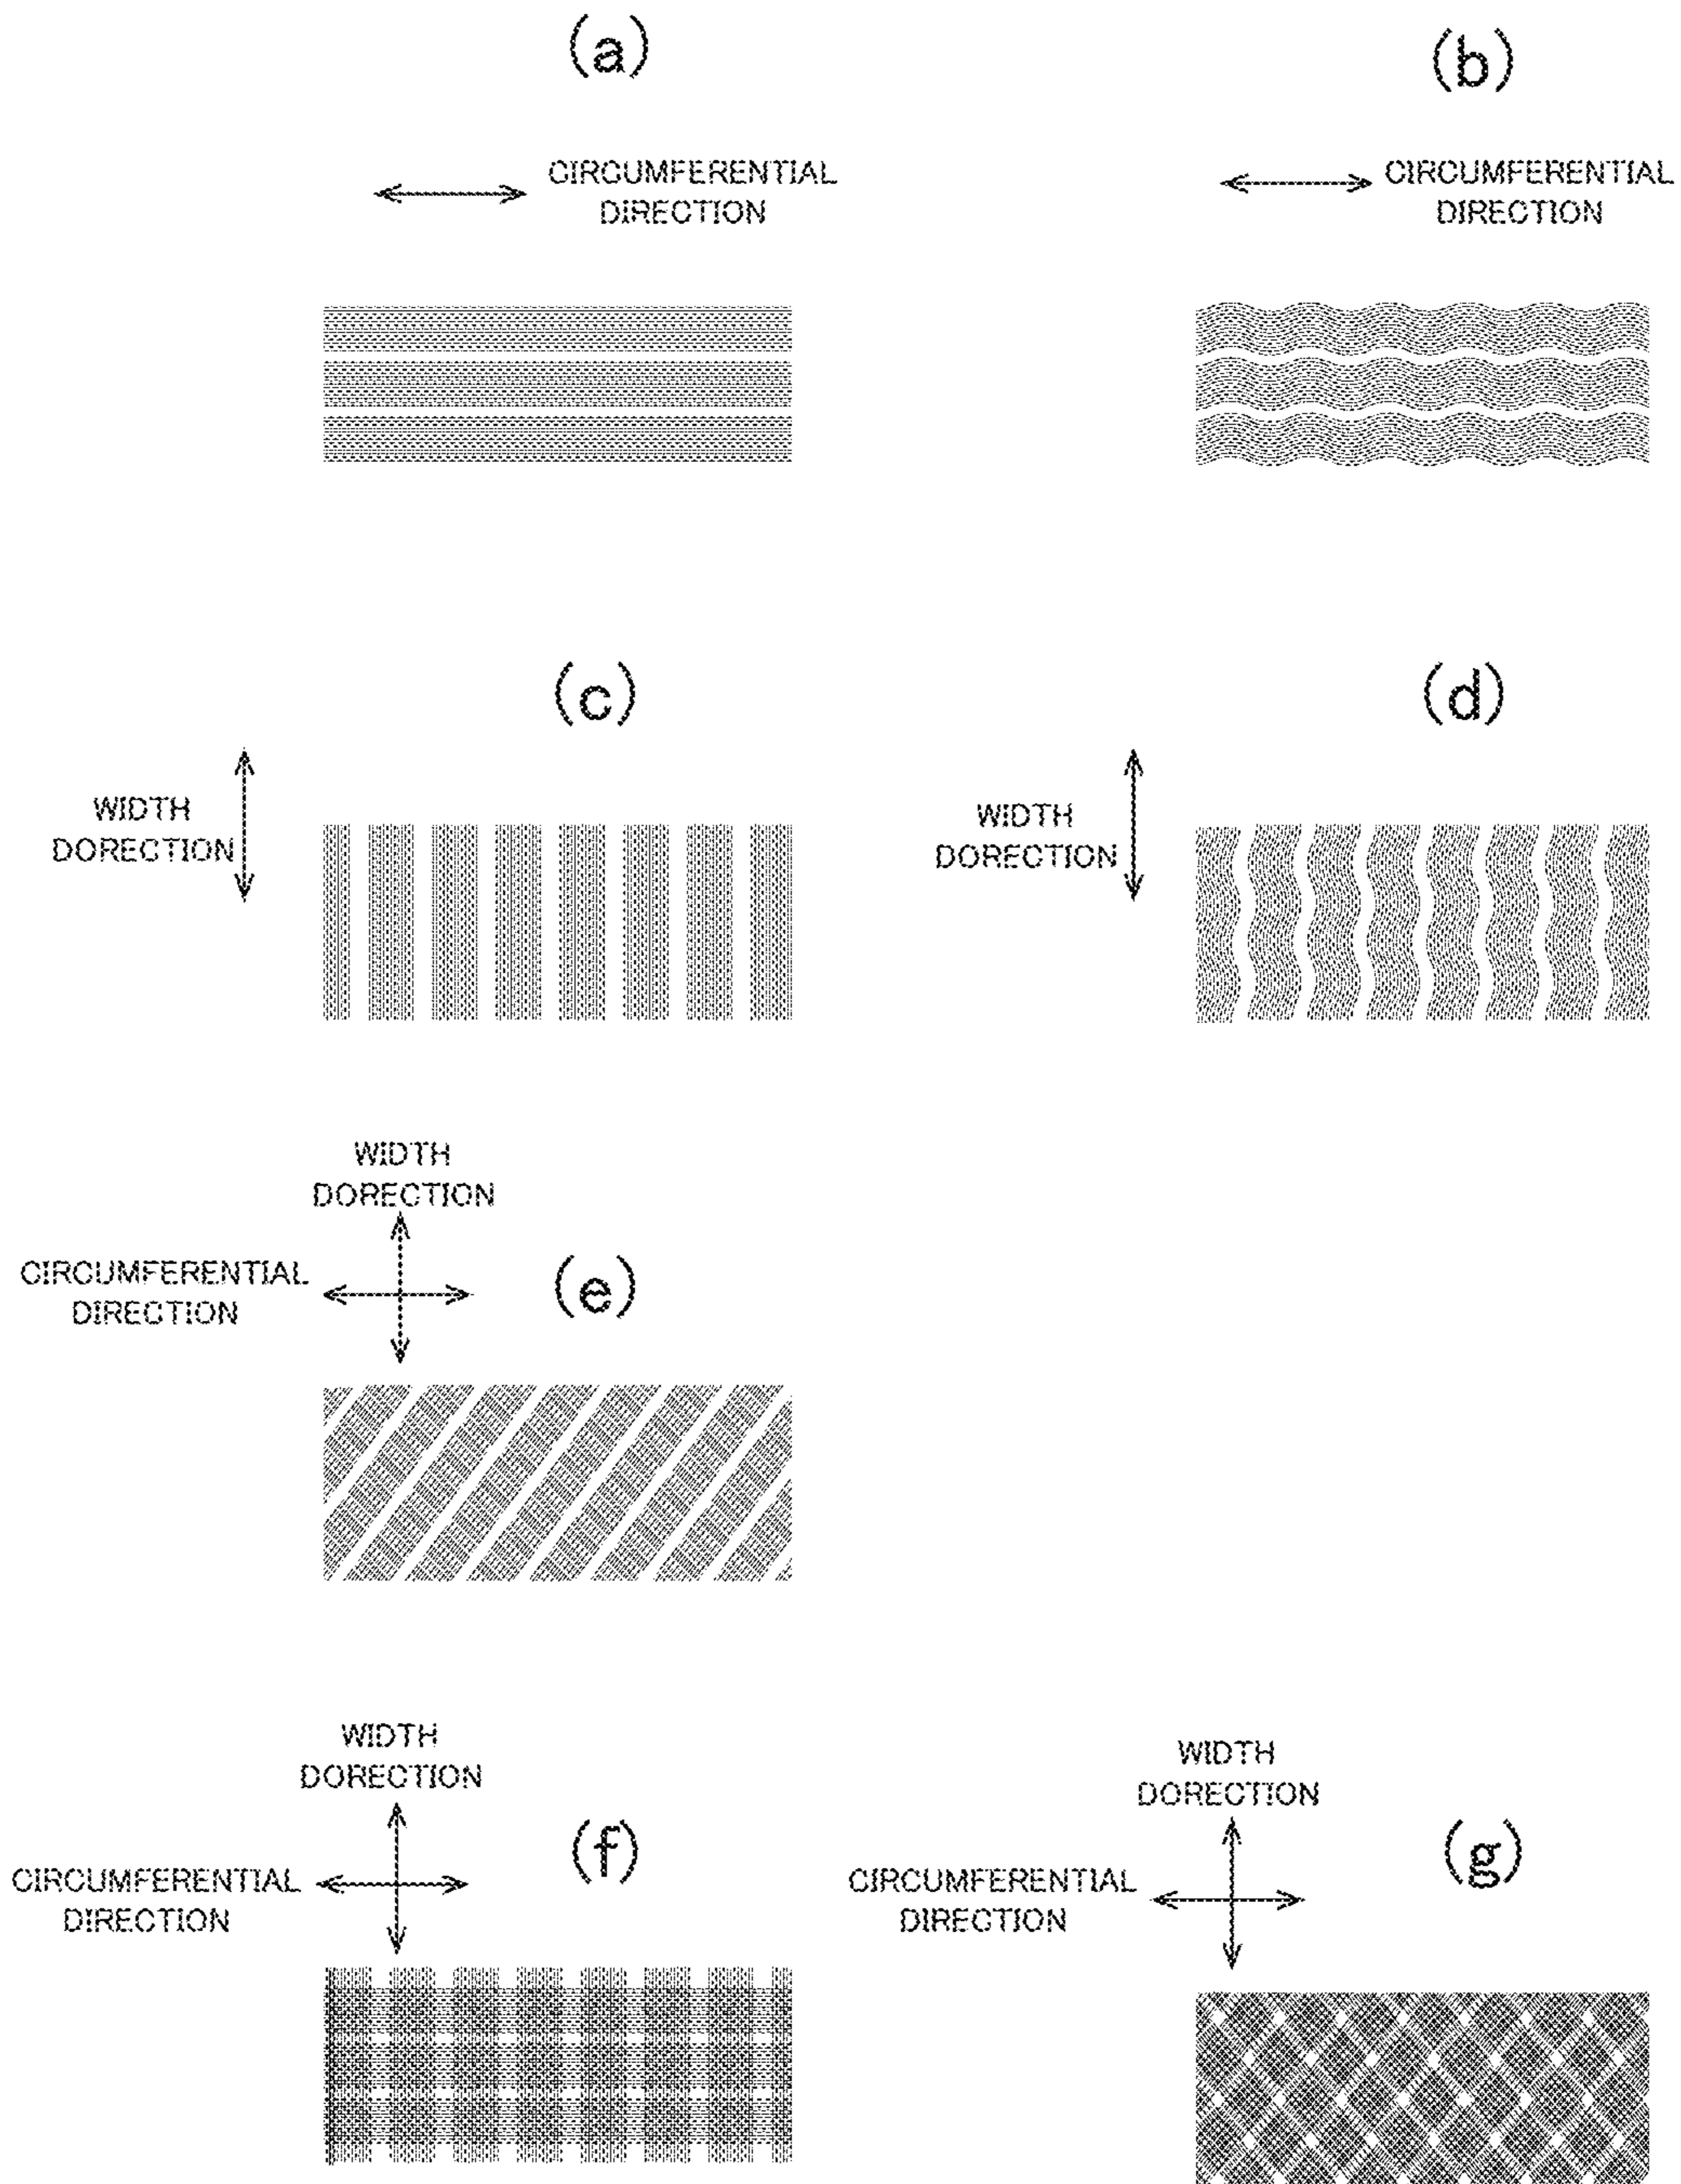 (a)
CIRCUMFERENTIAL
DIRECTION
(b)
CIRCUMFERENTIAL
DIRECTION
(c)
WIDTH
DORECTION
(d)
WIDTH
DORECTION
WIDTH
DORECTION
CIRCUMFERENTIAL
DIRECTION
(e)
WIDTH
DORECTION
CIRCUMFERENTIAL
DIRECTION
(f)
WIDTH
DORECTION
CIRCUMFERENTIAL
DIRECTION
(g)